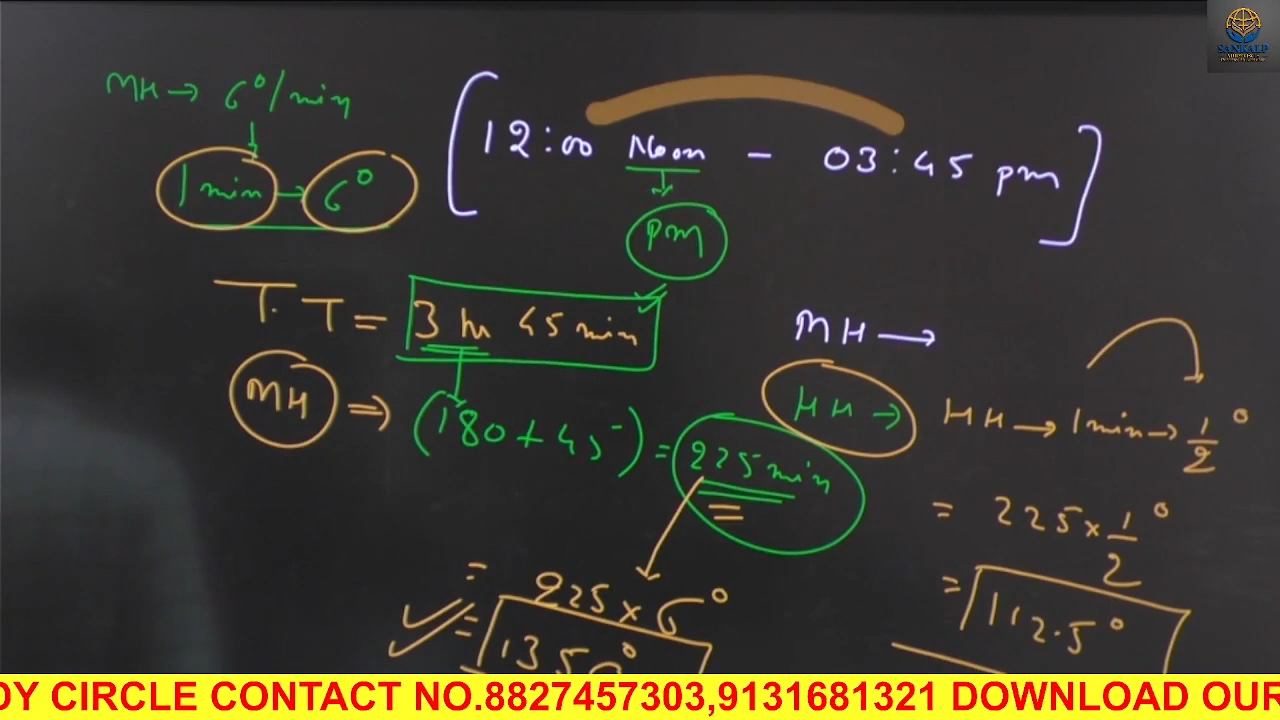 SANKALP
MH → 6°/min
1 min → 6°
[12:00 Noon - 03:45 pm]
pm
T.T = 3 hr 45 min
MH ⇒ (180+45) = 225 min
=
= 225 × 6°
= 1350°
MH →
HH →
HH → 1 min → 1/2°
= 225 × 1/2°
= 112.5°
DY CIRCLE CONTACT NO.8827457303,9131681321 DOWNLOAD OUR